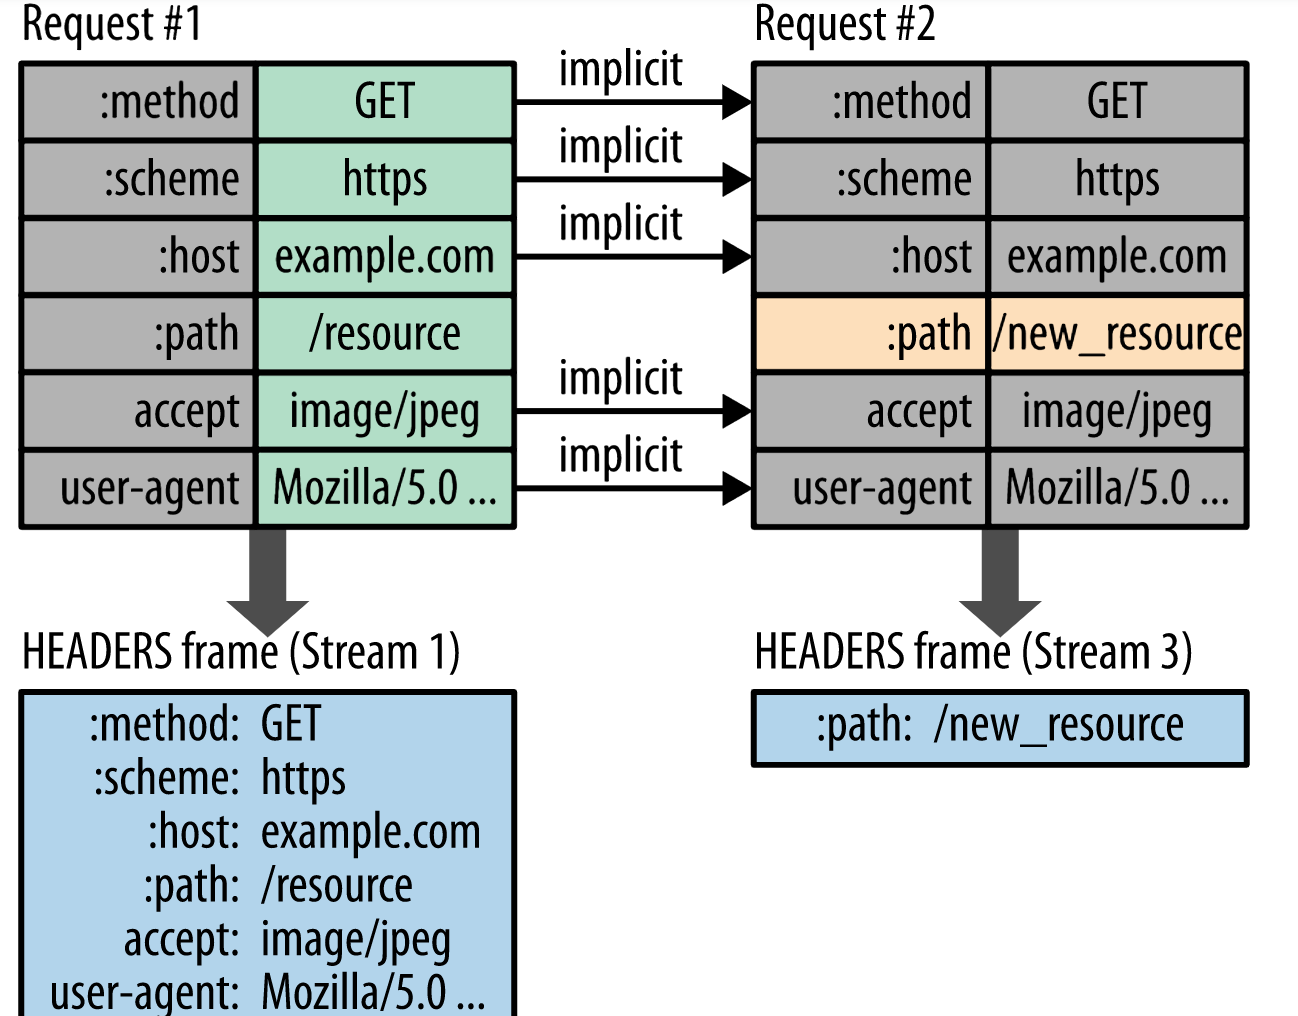 Request #1
:method GET
:scheme https
:host example.com
:path /resource
accept image/jpeg
user-agent Mozilla/5.0 ...
implicit
implicit
implicit
implicit
implicit
Request #2
:method GET
:scheme https
:host example.com
:path /new_resource
accept image/jpeg
user-agent Mozilla/5.0 ...
HEADERS frame (Stream 1)
:method: GET
:scheme: https
:host: example.com
:path: /resource
accept: image/jpeg
user-agent: Mozilla/5.0 ...
HEADERS frame (Stream 3)
:path: /new_resource